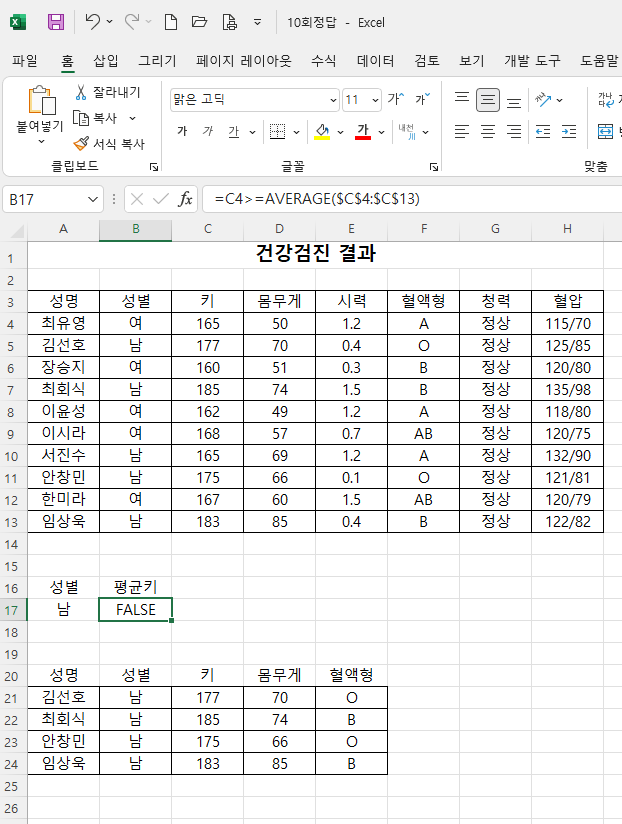 10회정답 - Excel
파일 홈 삽입 그리기 페이지 레이아웃 수식 데이터 검토 보기 개발 도구 도움말
붙여넣기
잘라내기
복사
서식 복사
클립보드
맑은 고딕 11 가 가
가 가 가 가 내천
글꼴
가나
다
맞춤
B17 fx =C4>=AVERAGE($C$4:$C$13)
A B C D E F G H
1 건강검진 결과
2
3 성명 성별 키 몸무게 시력 혈액형 청력 혈압
4 최유영 여 165 50 1.2 A 정상 115/70
5 김선호 남 177 70 0.4 O 정상 125/85
6 장승지 여 160 51 0.3 B 정상 120/80
7 최회식 남 185 74 1.5 B 정상 135/98
8 이윤성 여 162 49 1.2 A 정상 118/80
9 이시라 여 168 57 0.7 AB 정상 120/75
10 서진수 남 165 69 1.2 A 정상 132/90
11 안창민 남 175 66 0.1 O 정상 121/81
12 한미라 여 167 60 1.5 AB 정상 120/79
13 임상욱 남 183 85 0.4 B 정상 122/82
14
15
16 성별 평균키
17 남 FALSE
18
19
20 성명 성별 키 몸무게 혈액형
21 김선호 남 177 70 O
22 최회식 남 185 74 B
23 안창민 남 175 66 O
24 임상욱 남 183 85 B
25
26